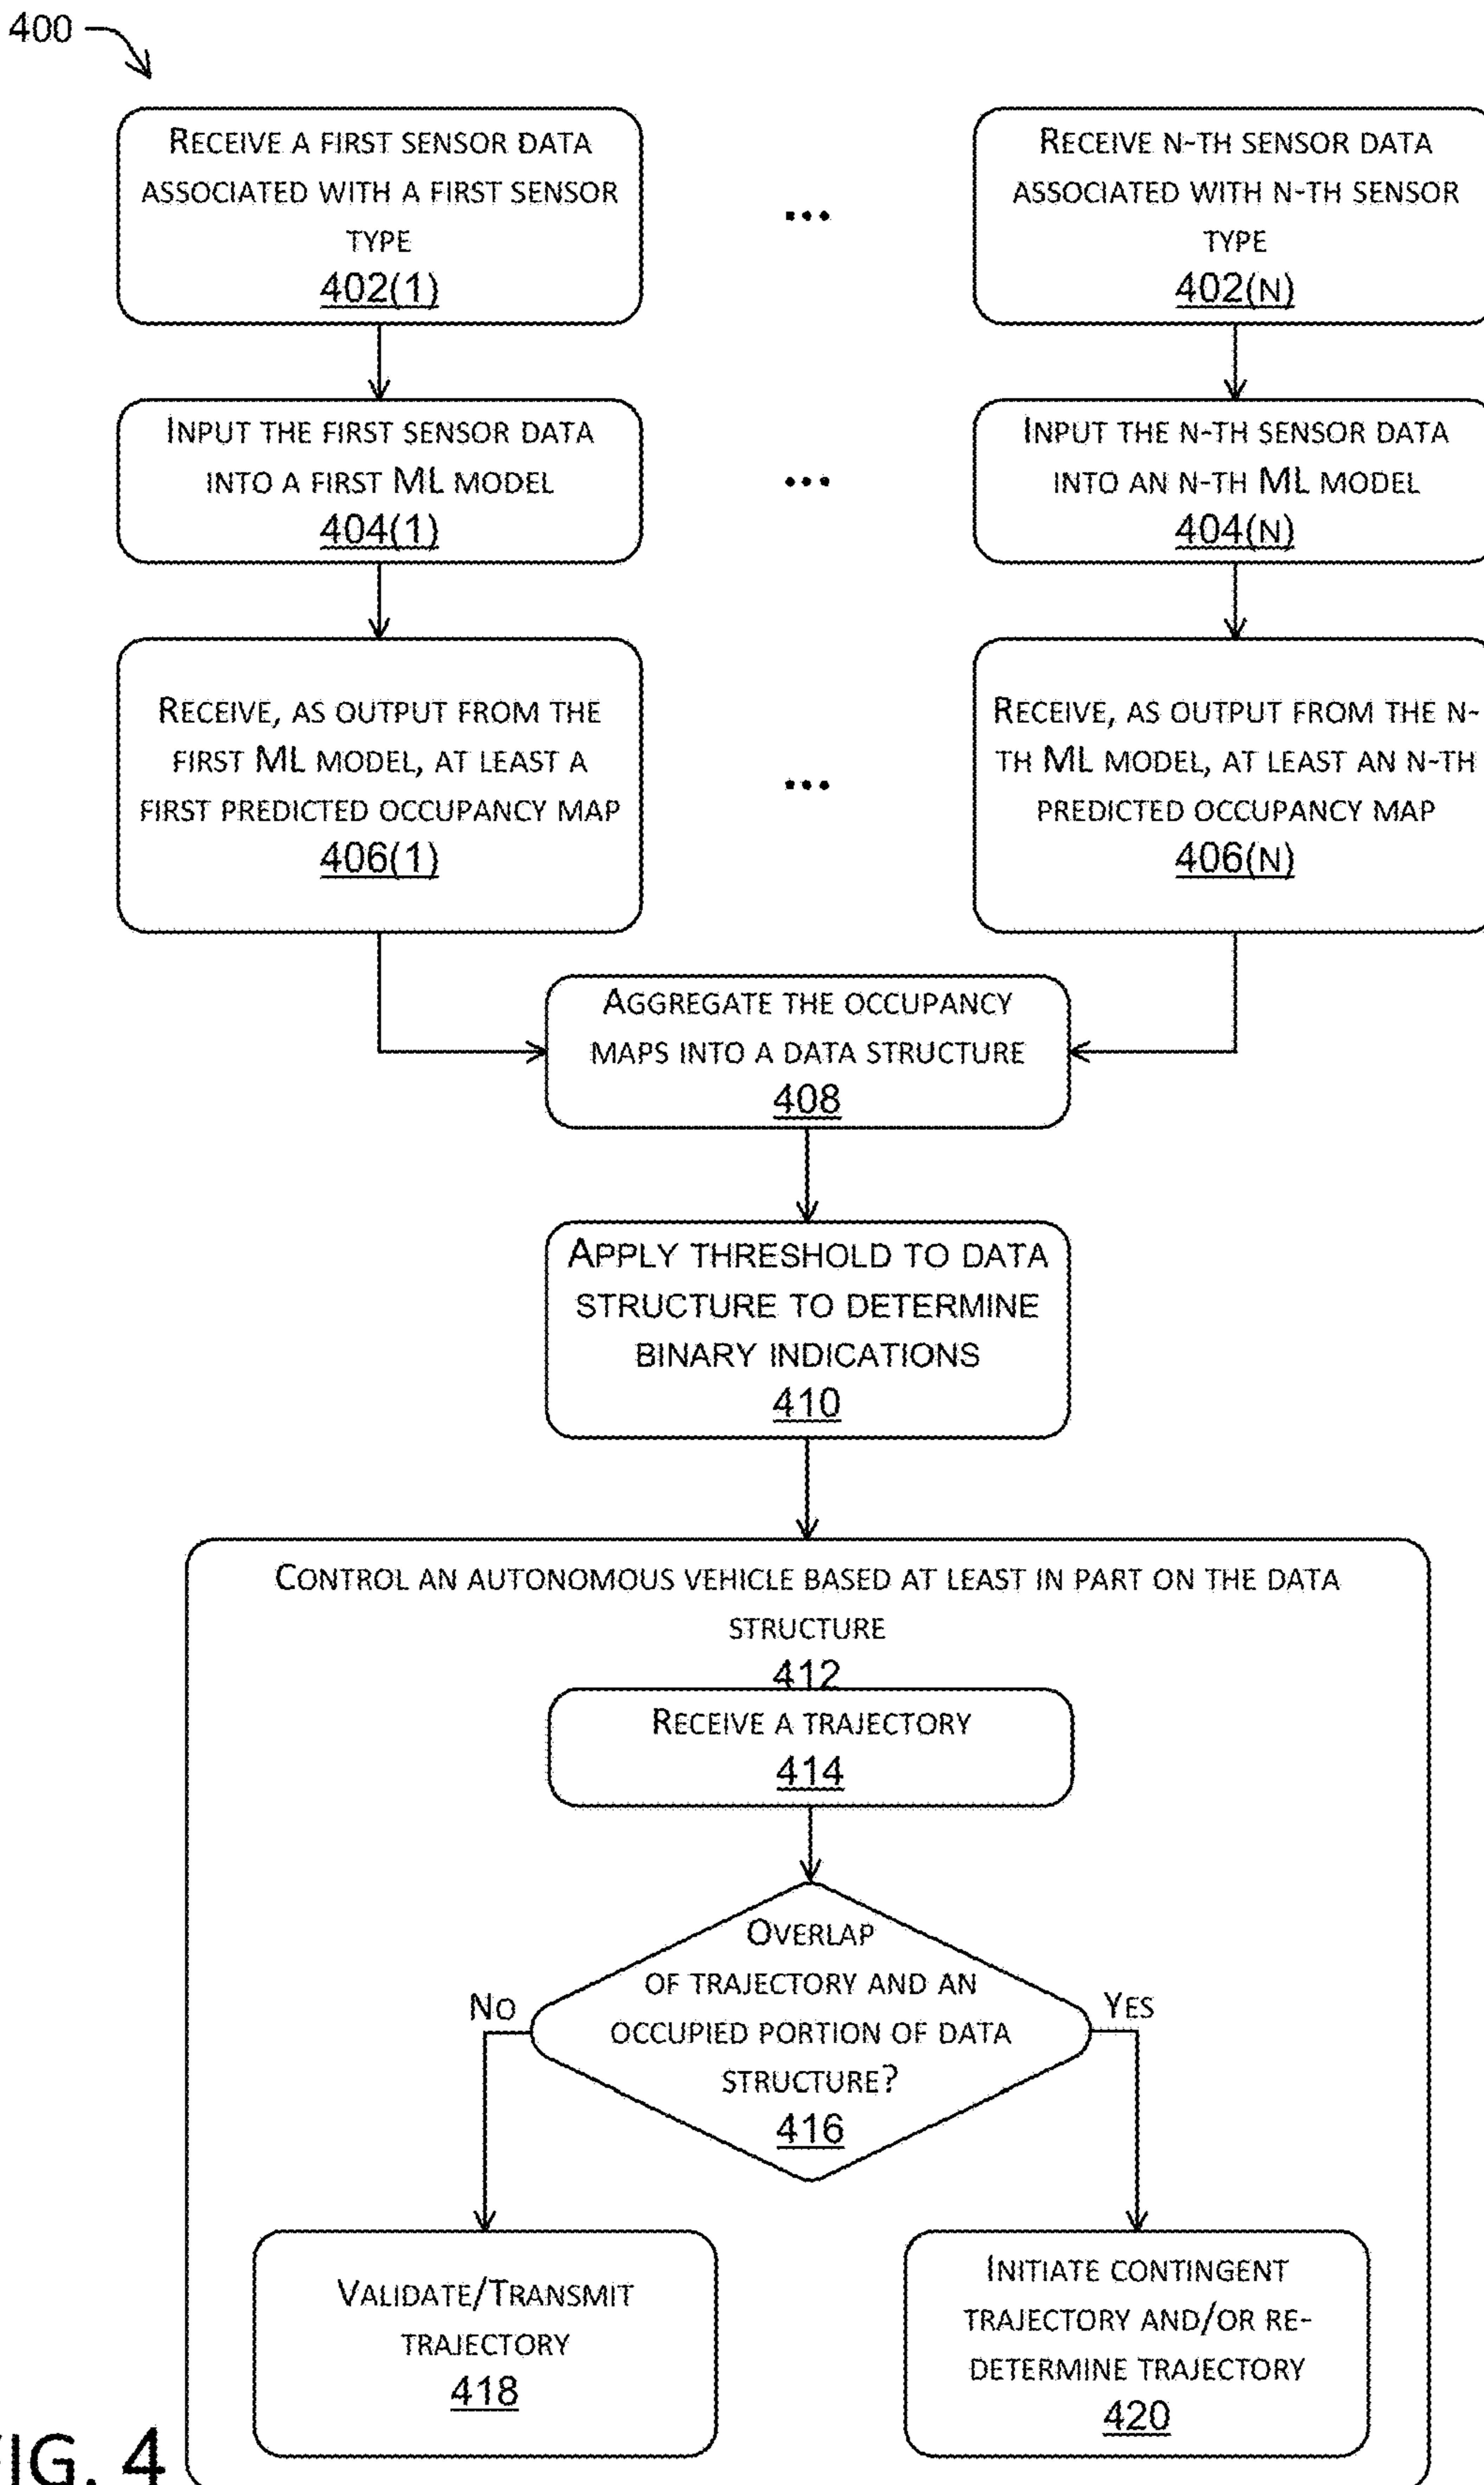 400
RECEIVE A FIRST SENSOR DATA
ASSOCIATED WITH A FIRST SENSOR
TYPE
402(1)
...
RECEIVE N-TH SENSOR DATA
ASSOCIATED WITH N-TH SENSOR
TYPE
402(N)
INPUT THE FIRST SENSOR DATA
INTO A FIRST ML MODEL
404(1)
...
INPUT THE N-TH SENSOR DATA
INTO AN N-TH ML MODEL
404(N)
RECEIVE, AS OUTPUT FROM THE
FIRST ML MODEL, AT LEAST A
FIRST PREDICTED OCCUPANCY MAP
406(1)
...
RECEIVE, AS OUTPUT FROM THE N-
TH ML MODEL, AT LEAST AN N-TH
PREDICTED OCCUPANCY MAP
406(N)
AGGREGATE THE OCCUPANCY
MAPS INTO A DATA STRUCTURE
408
APPLY THRESHOLD TO DATA
STRUCTURE TO DETERMINE
BINARY INDICATIONS
410
CONTROL AN AUTONOMOUS VEHICLE BASED AT LEAST IN PART ON THE DATA
STRUCTURE
412
RECEIVE A TRAJECTORY
414
OVERLAP
OF TRAJECTORY AND AN
OCCUPIED PORTION OF DATA
STRUCTURE?
416
NO
YES
VALIDATE/TRANSMIT
TRAJECTORY
418
INITIATE CONTINGENT
TRAJECTORY AND/OR RE-
DETERMINE TRAJECTORY
420
FIG. 4